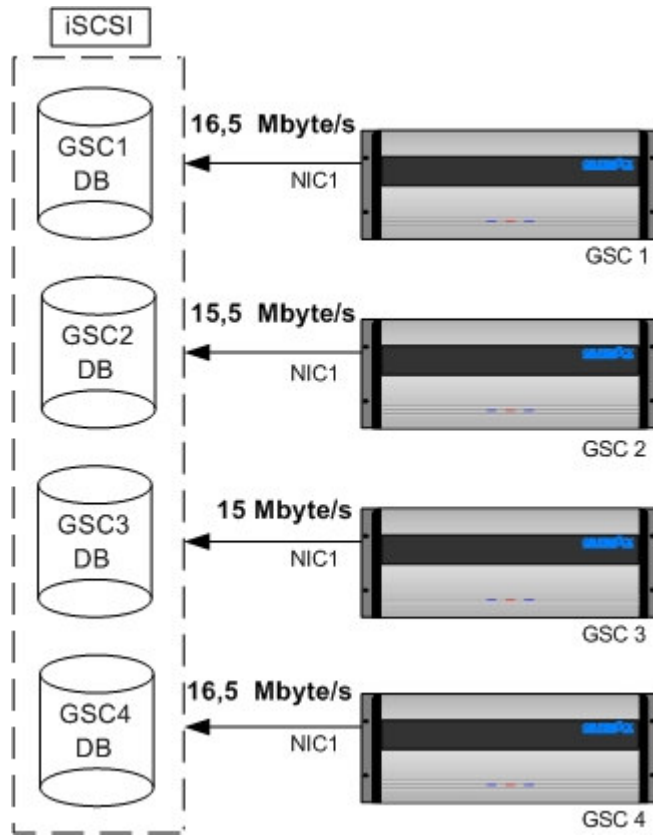 iSCSI
GSC1
DB
16,5 Mbyte/s
NIC1
GSC 1
GSC2
DB
15,5 Mbyte/s
NIC1
GSC 2
GSC3
DB
15 Mbyte/s
NIC1
GSC 3
GSC4
DB
16,5 Mbyte/s
NIC1
GSC 4